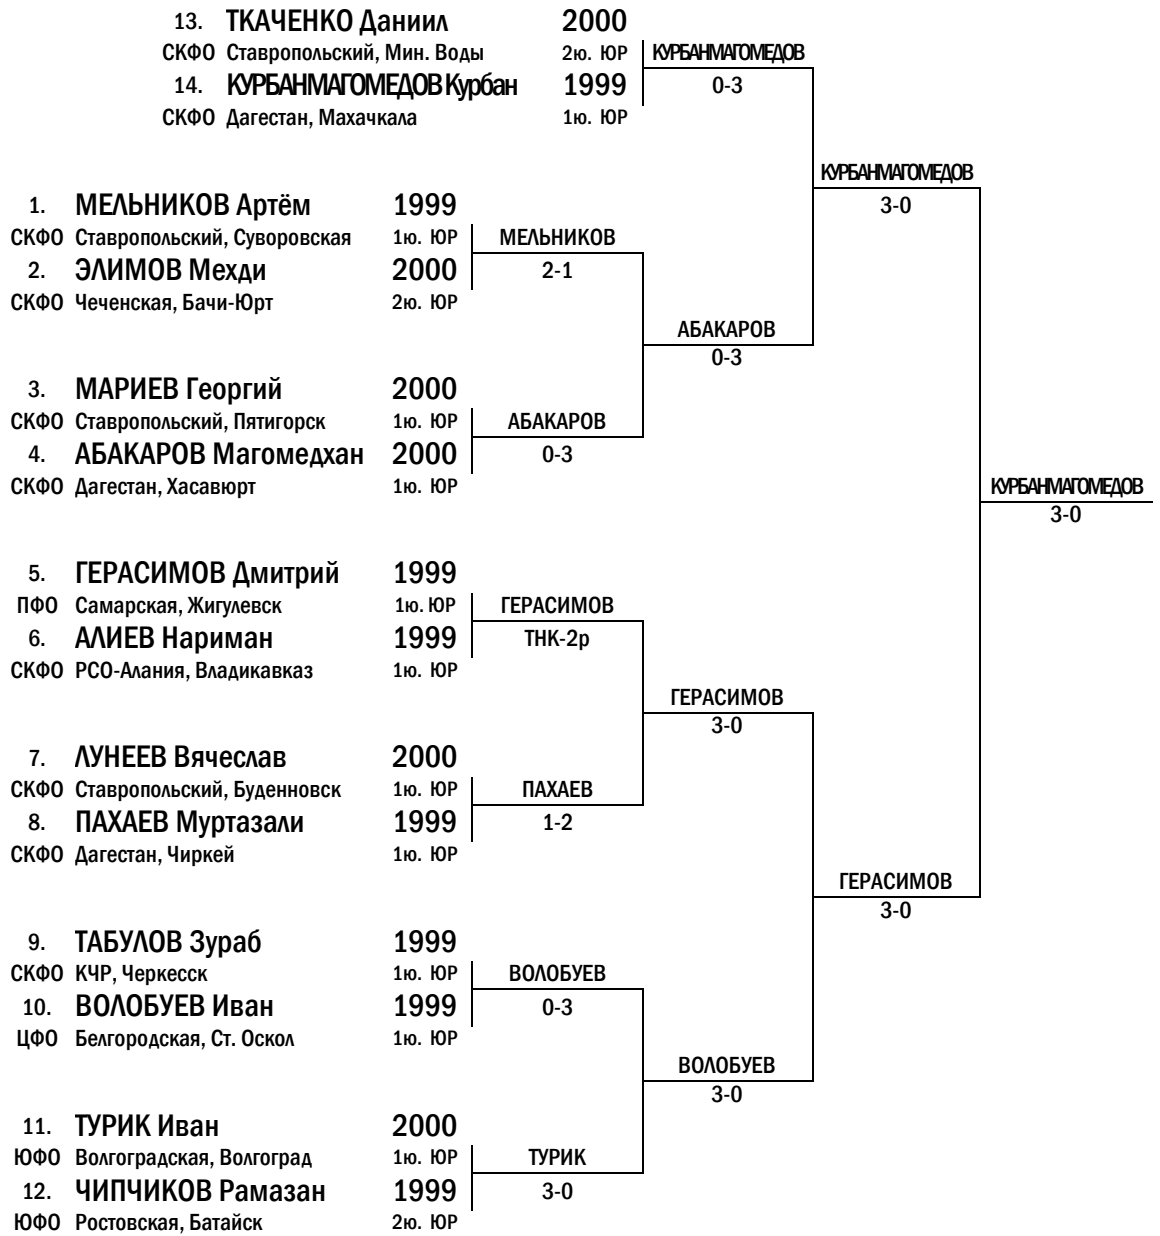 13. ТКАЧЕНКО Даниил 2000
СКФО Ставропольский, Мин. Воды 2ю. ЮР
КУРБАНМАГОМЕДОВ
14. КУРБАНМАГОМЕДОВ Курбан 1999
0-3
СКФО Дагестан, Махачкала 1ю. ЮР
КУРБАНМАГОМЕДОВ
3-0
1. МЕЛЬНИКОВ Артём 1999
СКФО Ставропольский, Суворовская 1ю. ЮР
МЕЛЬНИКОВ
2. ЭЛИМОВ Мехди 2000
2-1
СКФО Чеченская, Бачи-Юрт 2ю. ЮР
АБАКАРОВ
0-3
3. МАРИЕВ Георгий 2000
СКФО Ставропольский, Пятигорск 1ю. ЮР
АБАКАРОВ
4. АБАКАРОВ Магомедхан 2000
0-3
СКФО Дагестан, Хасавюрт 1ю. ЮР
КУРБАНМАГОМЕДОВ
3-0
5. ГЕРАСИМОВ Дмитрий 1999
ПФО Самарская, Жигулевск 1ю. ЮР
ГЕРАСИМОВ
6. АЛИЕВ Нариман 1999
ТНК-2р
СКФО РСО-Алания, Владикавказ 1ю. ЮР
ГЕРАСИМОВ
3-0
7. ЛУНЕЕВ Вячеслав 2000
СКФО Ставропольский, Буденновск 1ю. ЮР
ПАХАЕВ
8. ПАХАЕВ Муртазали 1999
1-2
СКФО Дагестан, Чиркей 1ю. ЮР
ГЕРАСИМОВ
3-0
9. ТАБУЛОВ Зураб 1999
СКФО КЧР, Черкесск 1ю. ЮР
ВОЛОБУЕВ
10. ВОЛОБУЕВ Иван 1999
0-3
ЦФО Белгородская, Ст. Оскол 1ю. ЮР
ВОЛОБУЕВ
3-0
11. ТУРИК Иван 2000
ЮФО Волгоградская, Волгоград 1ю. ЮР
ТУРИК
12. ЧИПЧИКОВ Рамазан 1999
3-0
ЮФО Ростовская, Батайск 2ю. ЮР